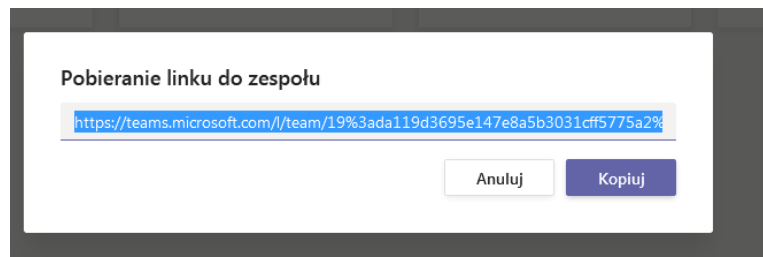 Pobieranie linku do zespołu
https://teams.microsoft.com/l/team/19%3ada119d3695e147e8a5b3031cff5775a2%
Anuluj
Kopiuj